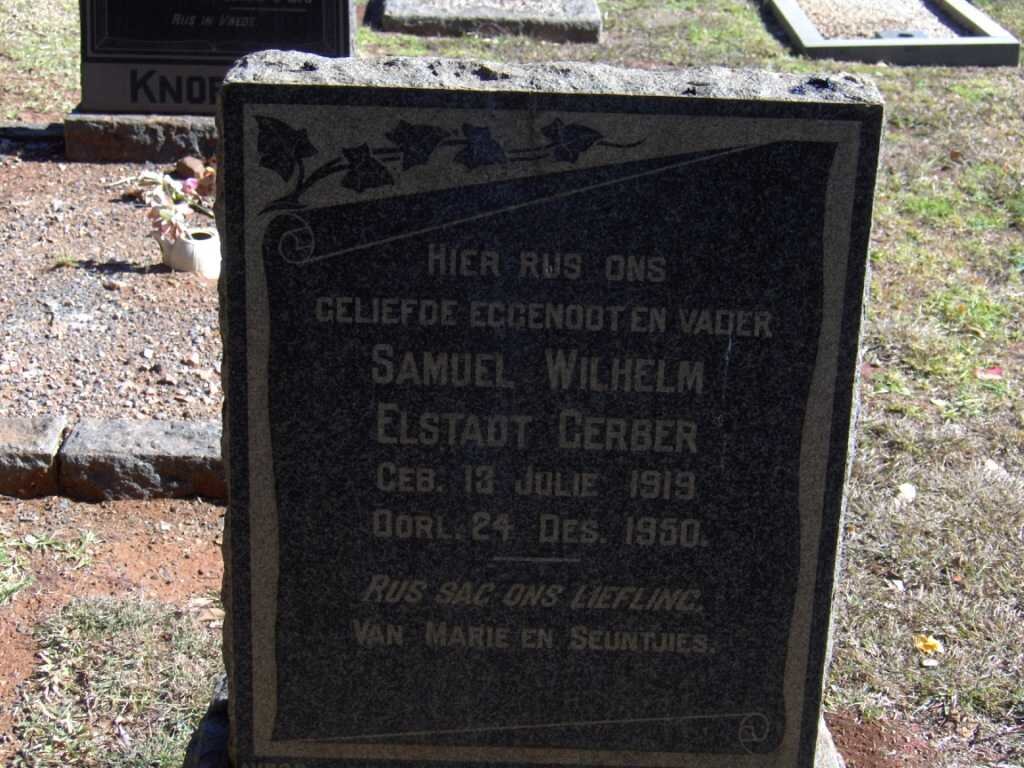 RUS IN VREDE
KNOP
HIER RUS ONS
GELIEFDE EGGENOOT EN VADER
SAMUEL WILHELM
ELSTADT GERBER
GEB. 13 JULIE 1919
OORL. 24 DES. 1950.
RUS SAG ONS LIEFLING.
VAN MARIE EN SEUNTJIES.